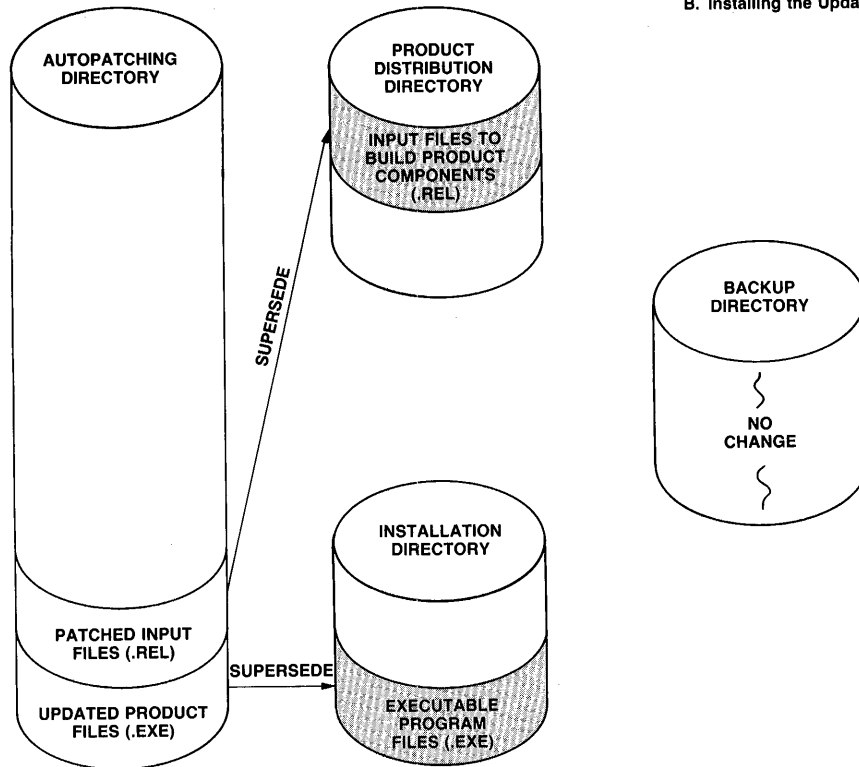 B. Installing the
AUTOPATCHING
DIRECTORY
PRODUCT
DISTRIBUTION
DIRECTORY
INPUT FILES TO
BUILD PRODUCT
COMPONENTS
(.REL)
SUPERSEDE
BACKUP
DIRECTORY
NO
CHANGE
INSTALLATION
DIRECTORY
PATCHED INPUT
FILES (.REL)
SUPERSEDE
UPDATED PRODUCT
FILES (.EXE)
EXECUTABLE
PROGRAM
FILES (.EXE)